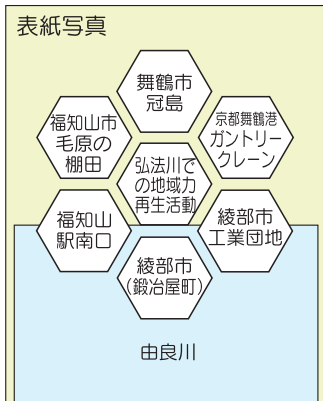 表紙写真
舞鶴市
冠島
福知山市
毛原の
棚田
京都舞鶴港
ガントリー
クレーン
弘法川で
の地域力
再生活動
福知山
駅南口
綾部市
工業団地
綾部市
(鍛冶屋町)
由良川